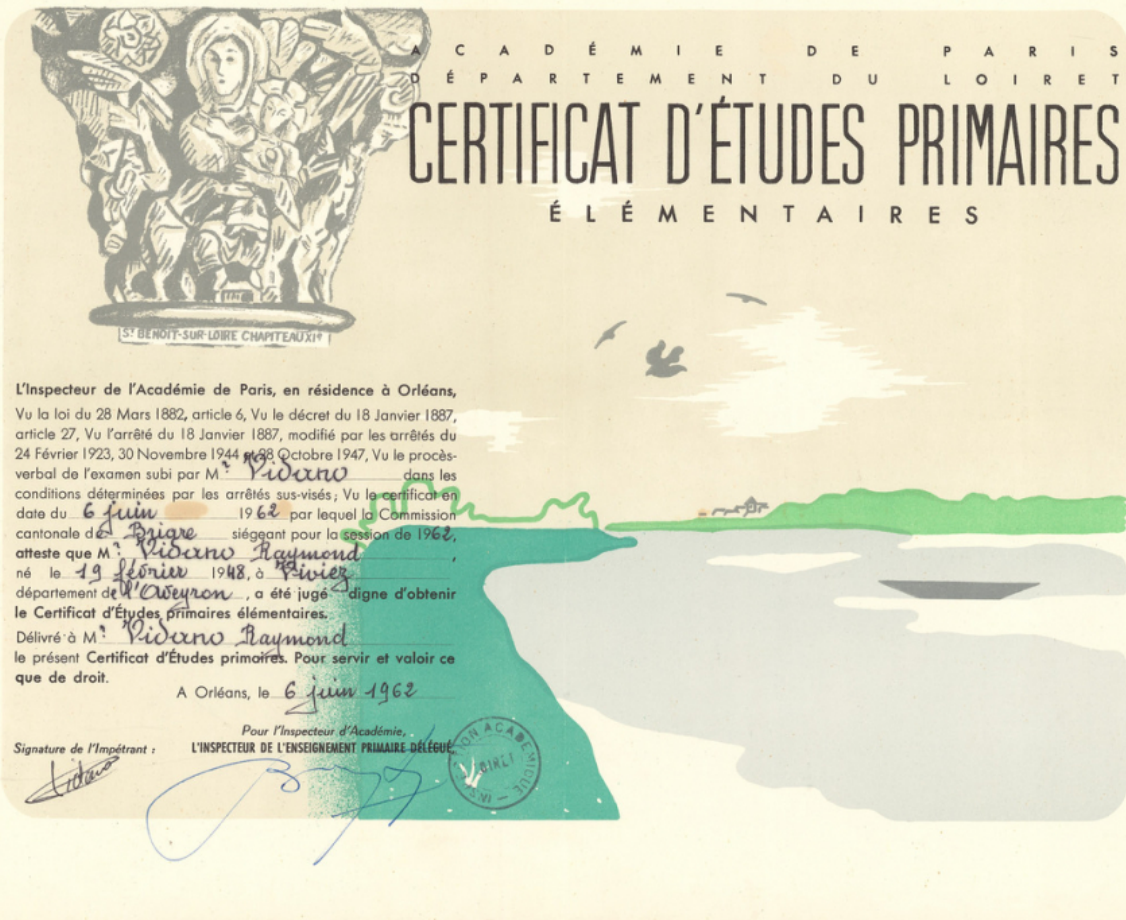 ACADÉMIE DE PARIS
DÉPARTEMENT DU LOIRET
CERTIFICAT D'ÉTUDES PRIMAIRES
ÉLÉMENTAIRES
St BENOIT-SUR-LOIRE CHAPITEAU XIe
L'Inspecteur de l'Académie de Paris, en résidence à Orléans,
Vu la loi du 28 Mars 1882, article 6, Vu le décret du 18 Janvier 1887,
article 27, Vu l'arrêté du 18 Janvier 1887, modifié par les arrêtés du
24 Février 1923, 30 Novembre 1944 et 28 Octobre 1947, Vu le procès-
verbal de l'examen subi par Mr Vidano dans les
conditions déterminées par les arrêtés sus-visés ; Vu le certificat en
date du 6 juin 1962 par lequel la Commission
cantonale de siégeant pour la session de 1962,
atteste que Mr Vidano Raymond,
né le 19 février 1948, à Viviez
département de l'Aveyron, a été jugé digne d'obtenir
le Certificat d'Études primaires élémentaires.
Délivré à Mr Vidano Raymond
le présent Certificat d'Études primaires. Pour servir et valoir ce
que de droit.
A Orléans, le 6 juin 1962
Pour l'Inspecteur d'Académie,
Signature de l'Impétrant : L'INSPECTEUR DE L'ENSEIGNEMENT PRIMAIRE DÉLÉGUÉ
Vidano
INSPECTION ACADEMIQUE
LOIRET